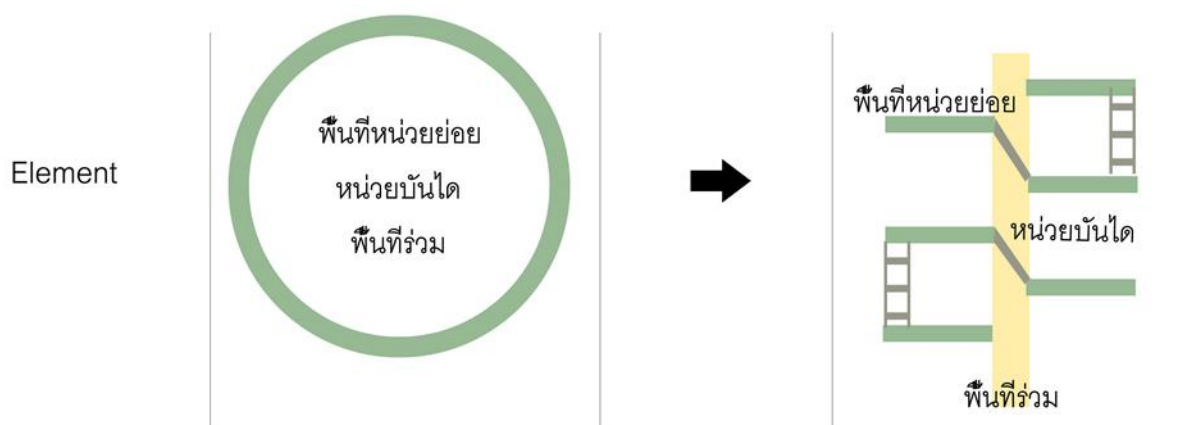 Element
พื้นที่หน่วยย่อย
หน่วยบันได
พื้นที่ร่วม
พื้นที่หน่วยย่อย
หน่วยบันได
พื้นที่ร่วม